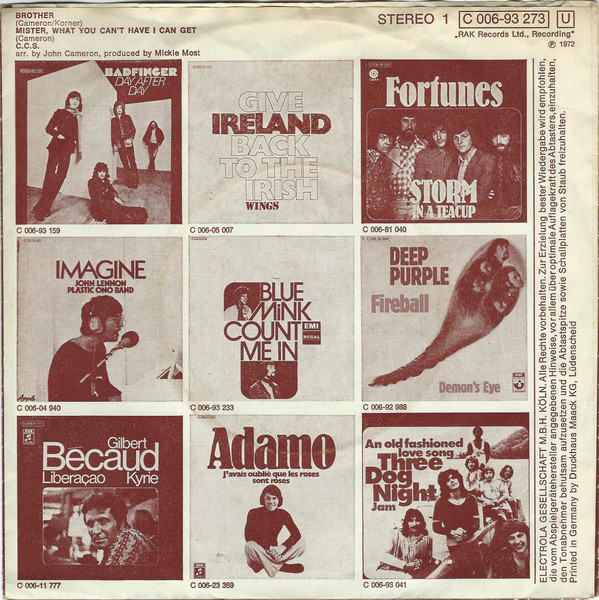 BROTHER
(Cameron/Korner)
MISTER, WHAT YOU CAN'T HAVE I CAN GET
(Cameron)
C.C.S.
arr. by John Cameron, produced by Mickie Most
STEREO 1 C 006-93 273 U
„RAK Records Ltd., Recording"
℗ 1972
BADFINGER
DAY AFTER
DAY
C 006-93 159
GIVE
IRELAND
BACK
TO THE
IRISH
WINGS
C 006-05 007
Fortunes
STORM
IN A TEACUP
C 006-81 040
IMAGINE
JOHN LENNON
PLASTIC ONO BAND
Apple
C 006-04 940
BLUE
MiNK
COUNT
ME IN
EMI
REGAL
C 006-93 233
DEEP
PURPLE
Fireball
Demon's Eye
EMI
C 006-92 988
Gilbert
Bécaud
Liberaçao Kyrie
C 006-11 777
Adamo
J'avais oublié que les roses
sont roses
C 006-23 359
An old fashioned
love song
Three
Dog
Night
Jam
C 006-93 041
ELECTROLA GESELLSCHAFT M.B.H. KÖLN. Alle Rechte vorbehalten. Zur Erzielung bester Wiedergabe wird empfohlen,
die vom Abspielgerätehersteller angegebenen Hinweise, vor allem über optimale Auflagekraft des Abtasters, einzuhalten,
den Tonabnehmer behutsam aufzusetzen und die Abtastspitze sowie Schallplatten von Staub freizuhalten.
Printed in Germany by Druckhaus Maack KG, Lüdenscheid